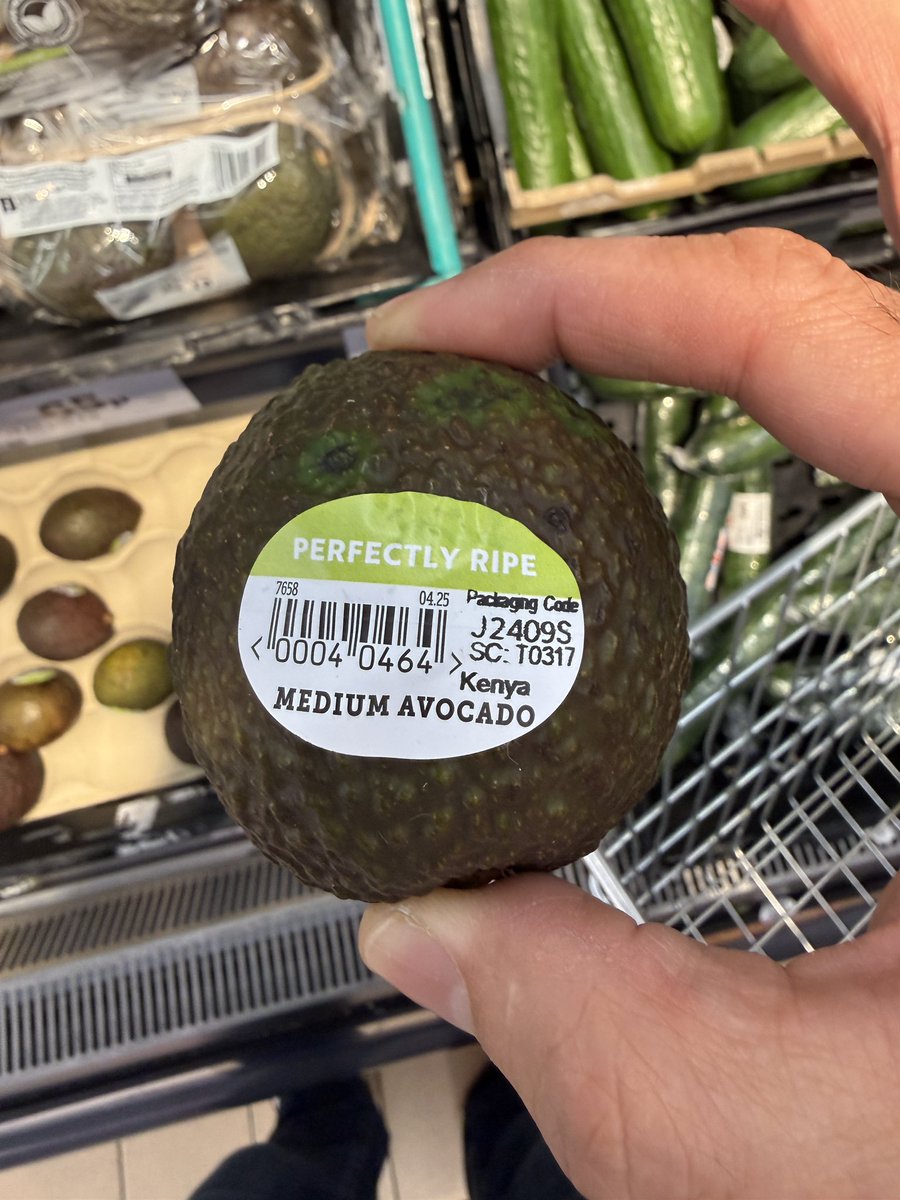 PERFECTLY RIPE
7658 04.25
Packaging Code
J2409S
SC: T0317
<0004 0464>
Kenya
MEDIUM AVOCADO